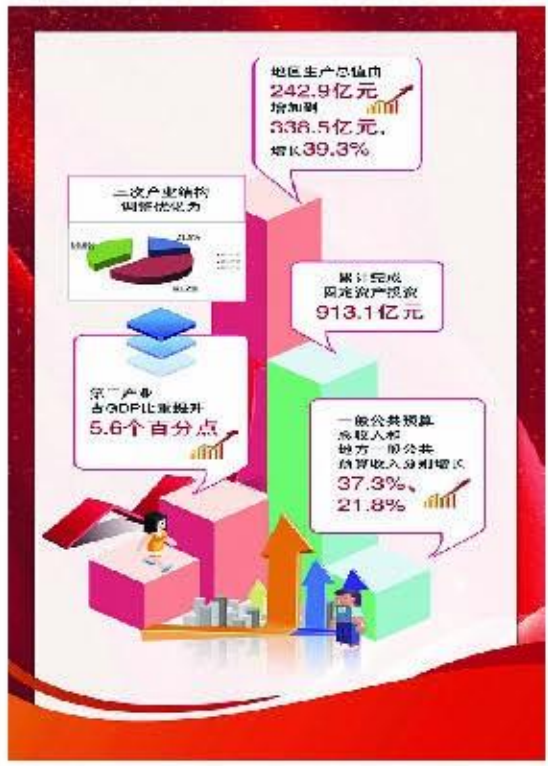 地区生产总值由
242.9亿元
增加到
338.5亿元,
增长39.3%
三次产业结构
调整优化为
累计完成
固定资产投资
913.1亿元
第二产业
占GDP比重提升
5.6个百分点
一般公共预算
总收入和
地方一般公共
预算收入分别增长
37.3%、
21.8%